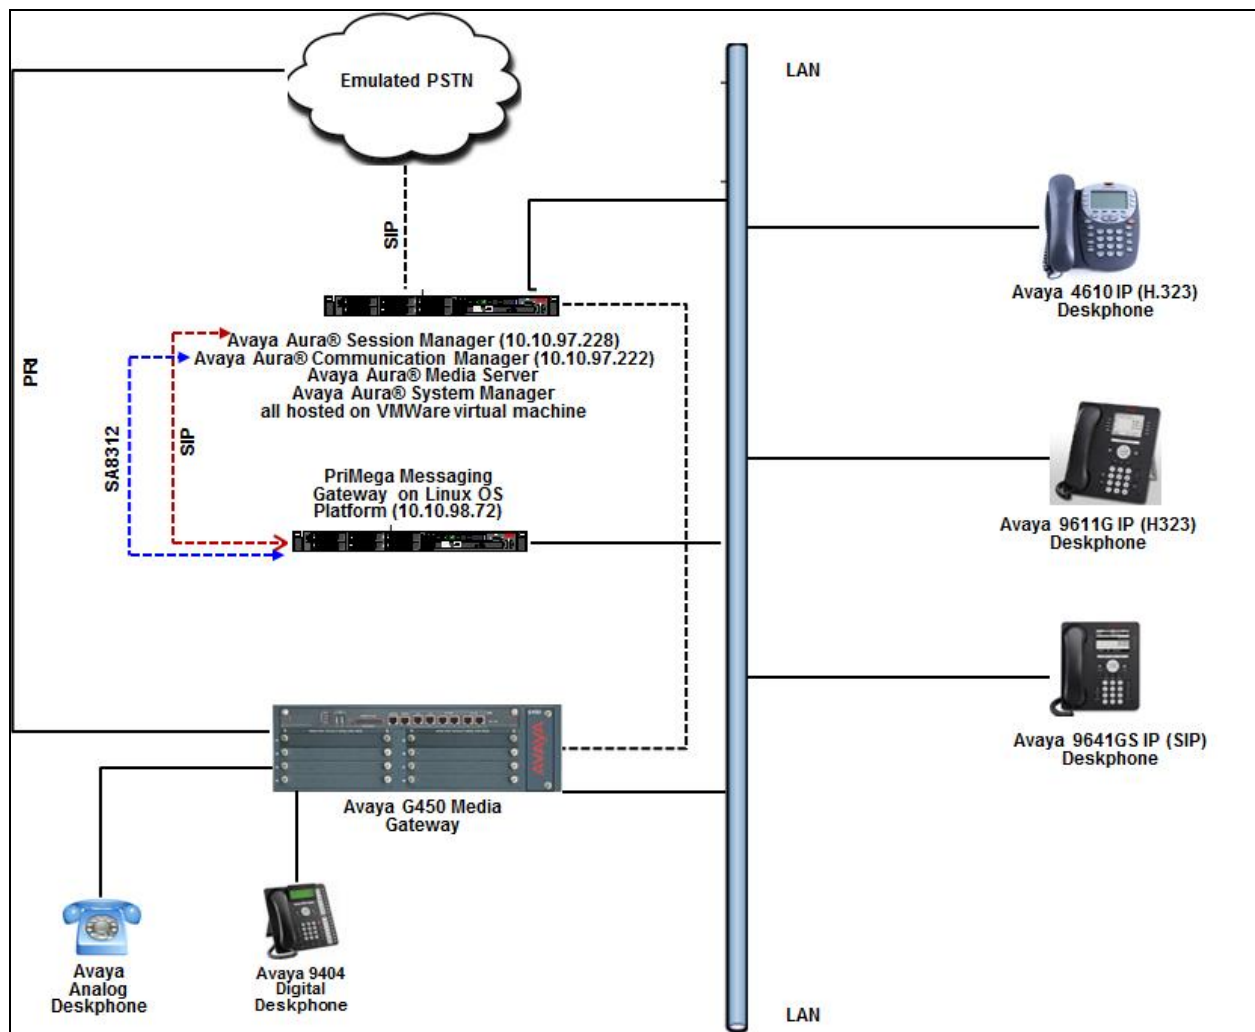 Emulated PSTN
LAN
SIP
Avaya 4610 IP (H.323)
Deskphone
Avaya Aura® Session Manager (10.10.97.228)
Avaya Aura® Communication Manager (10.10.97.222)
Avaya Aura® Media Server
Avaya Aura® System Manager
all hosted on VMWare virtual machine
PRI
SA8312
SIP
PriMega Messaging
Gateway on Linux OS
Platform (10.10.98.72)
Avaya 9611G IP (H323)
Deskphone
Avaya 9641GS IP (SIP)
Deskphone
AVAYA
Avaya G450 Media
Gateway
Avaya
Analog
Deskphone
Avaya 9404
Digital
Deskphone
LAN